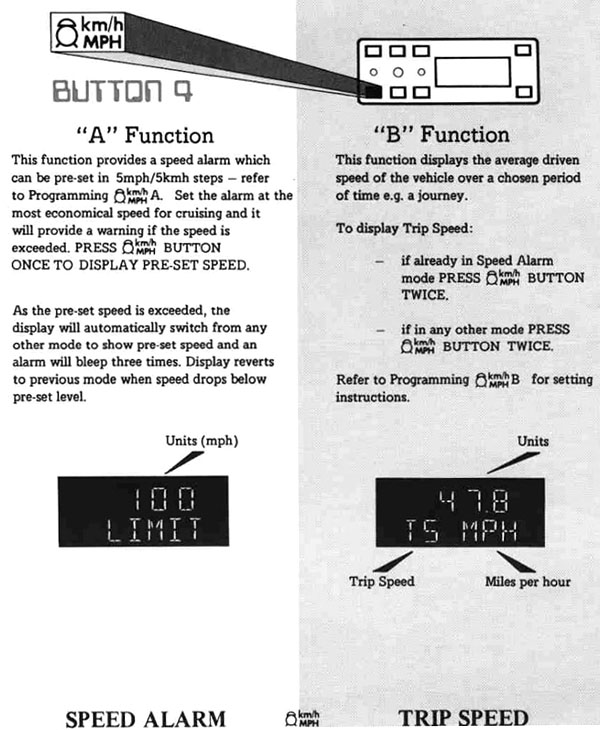 km/h
MPH
BUTTON 9
"A" Function
This function provides a speed alarm which
can be pre-set in 5mph/5kmh steps – refer
to Programming km/h MPH A. Set the alarm at the
most economical speed for cruising and it
will provide a warning if the speed is
exceeded. PRESS km/h MPH BUTTON
ONCE TO DISPLAY PRE-SET SPEED.
As the pre-set speed is exceeded, the
display will automatically switch from any
other mode to show pre-set speed and an
alarm will bleep three times. Display reverts
to previous mode when speed drops below
pre-set level.
Units (mph)
100
LIMIT
SPEED ALARM
km/h
MPH
"B" Function
This function displays the average driven
speed of the vehicle over a chosen period
of time e.g. a journey.
To display Trip Speed:
– if already in Speed Alarm
mode PRESS km/h MPH BUTTON
TWICE.
– if in any other mode PRESS
km/h MPH BUTTON TWICE.
Refer to Programming km/h MPH B for setting
instructions.
Units
47.8
TS MPH
Trip Speed
Miles per hour
TRIP SPEED